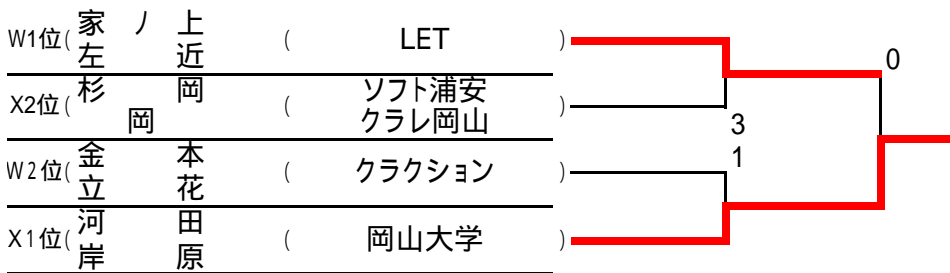 W1位( 家ノ上 ( LET )
左近
0
X2位( 杉岡 ( ソフト浦安 )
岡 クラレ岡山
3
1
W2位( 金本 ( クラクション )
立花
X1位( 河田 ( 岡山大学 )
岸原